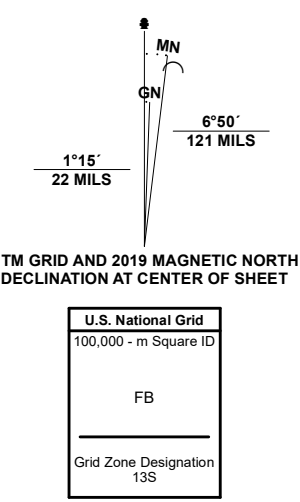 MN
GN
6°50´
121 MILS
1°15´
22 MILS
TM GRID AND 2019 MAGNETIC NORTH
DECLINATION AT CENTER OF SHEET
U.S. National Grid
100,000 - m Square ID
FB
Grid Zone Designation
13S